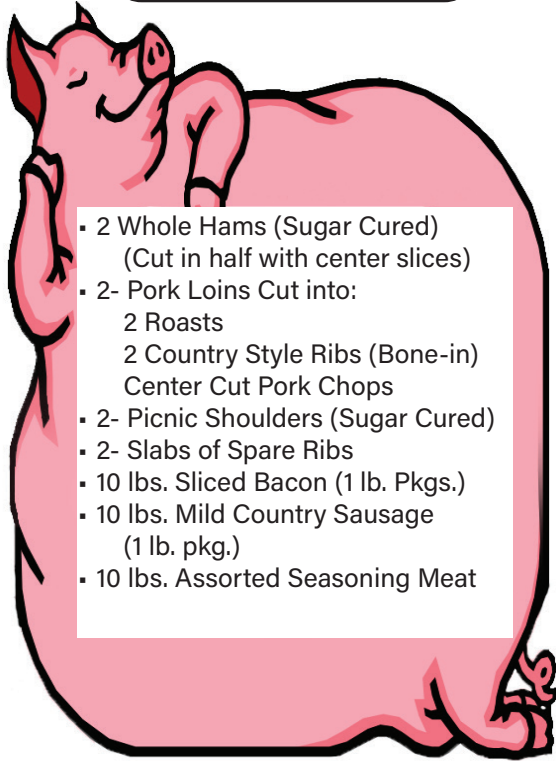 ▪ 2 Whole Hams (Sugar Cured)
(Cut in half with center slices)
▪ 2- Pork Loins Cut into:
2 Roasts
2 Country Style Ribs (Bone-in)
Center Cut Pork Chops
▪ 2- Picnic Shoulders (Sugar Cured)
▪ 2- Slabs of Spare Ribs
▪ 10 lbs. Sliced Bacon (1 lb. Pkgs.)
▪ 10 lbs. Mild Country Sausage
(1 lb. pkg.)
▪ 10 lbs. Assorted Seasoning Meat